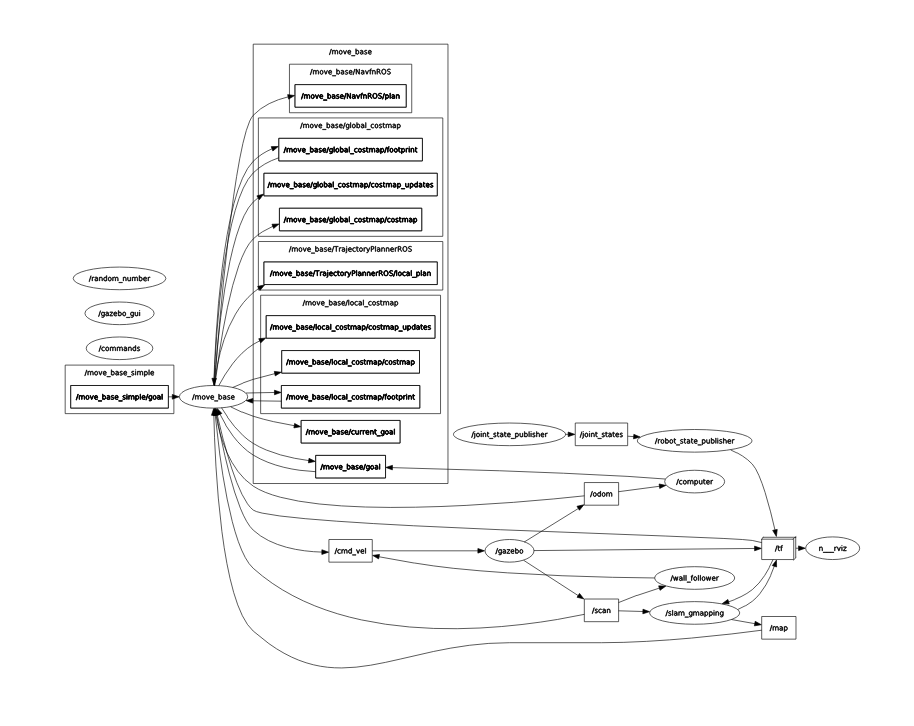 /move_base
/move_base/NavfnROS
/move_base/NavfnROS/plan
/move_base/global_costmap
/move_base/global_costmap/footprint
/move_base/global_costmap/costmap_updates
/move_base/global_costmap/costmap
/move_base/TrajectoryPlannerROS
/move_base/TrajectoryPlannerROS/local_plan
/move_base/local_costmap
/move_base/local_costmap/costmap_updates
/move_base/local_costmap/costmap
/move_base/local_costmap/footprint
/move_base/current_goal
/move_base/goal
/random_number
/gazebo_gui
/commands
/move_base_simple
/move_base_simple/goal
/move_base
/joint_state_publisher
/joint_states
/robot_state_publisher
/computer
/odom
/cmd_vel
/gazebo
/tf
n___rviz
/wall_follower
/scan
/slam_gmapping
/map